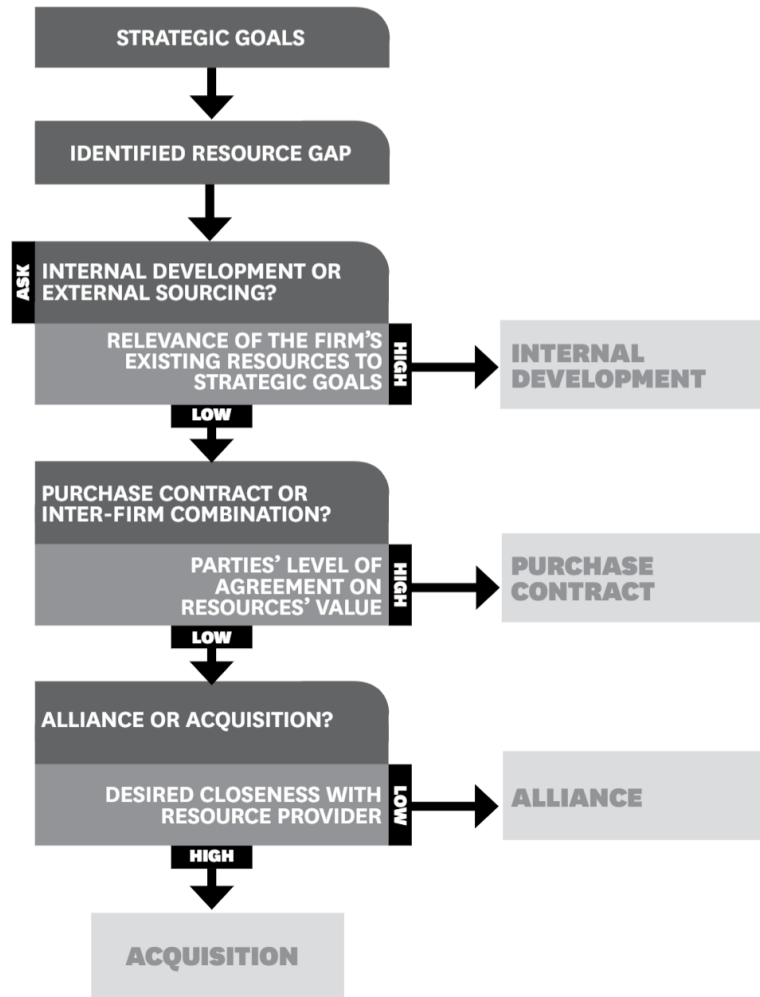 STRATEGIC GOALS
IDENTIFIED RESOURCE GAP
ASK
INTERNAL DEVELOPMENT OR
EXTERNAL SOURCING?
RELEVANCE OF THE FIRM'S
EXISTING RESOURCES TO
STRATEGIC GOALS
HIGH
INTERNAL
DEVELOPMENT
LOW
PURCHASE CONTRACT OR
INTER-FIRM COMBINATION?
PARTIES' LEVEL OF
AGREEMENT ON
RESOURCES' VALUE
HIGH
PURCHASE
CONTRACT
LOW
ALLIANCE OR ACQUISITION?
DESIRED CLOSENESS WITH
RESOURCE PROVIDER
LOW
ALLIANCE
HIGH
ACQUISITION